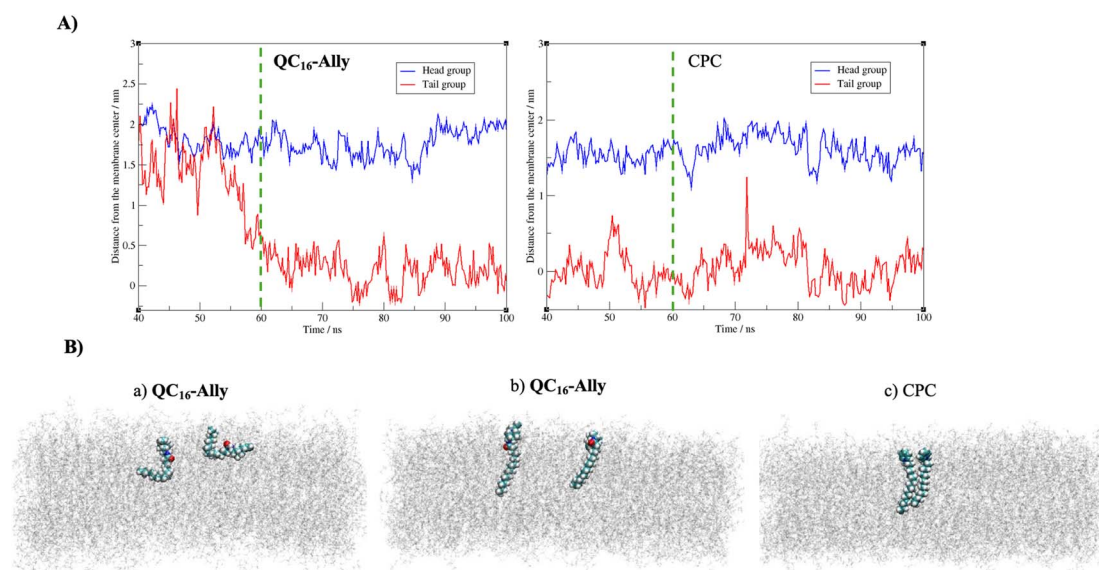 A)
QC₁₆-Ally
Head group
Tail group
Distance from the membrane center / nm
3
2.5
2
1.5
1
0.5
0
40
50
60
70
80
90
100
Time / ns
CPC
Head group
Tail group
Distance from the membrane center / nm
3
2
1
0
40
50
60
70
80
90
100
Time / ns
B)
a) QC₁₆-Ally
b) QC₁₆-Ally
c) CPC